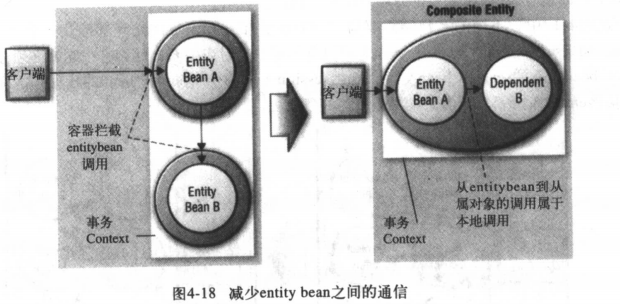 Composite Entity
客户端
Entity
Bean A
容器拦截
entitybean
调用
Entity
Bean B
事务
Context
客户端
Entity
Bean A
Dependent
B
从entitybean到从
属对象的调用属于
本地调用
事务
Context
图4-18 减少entity bean之间的通信